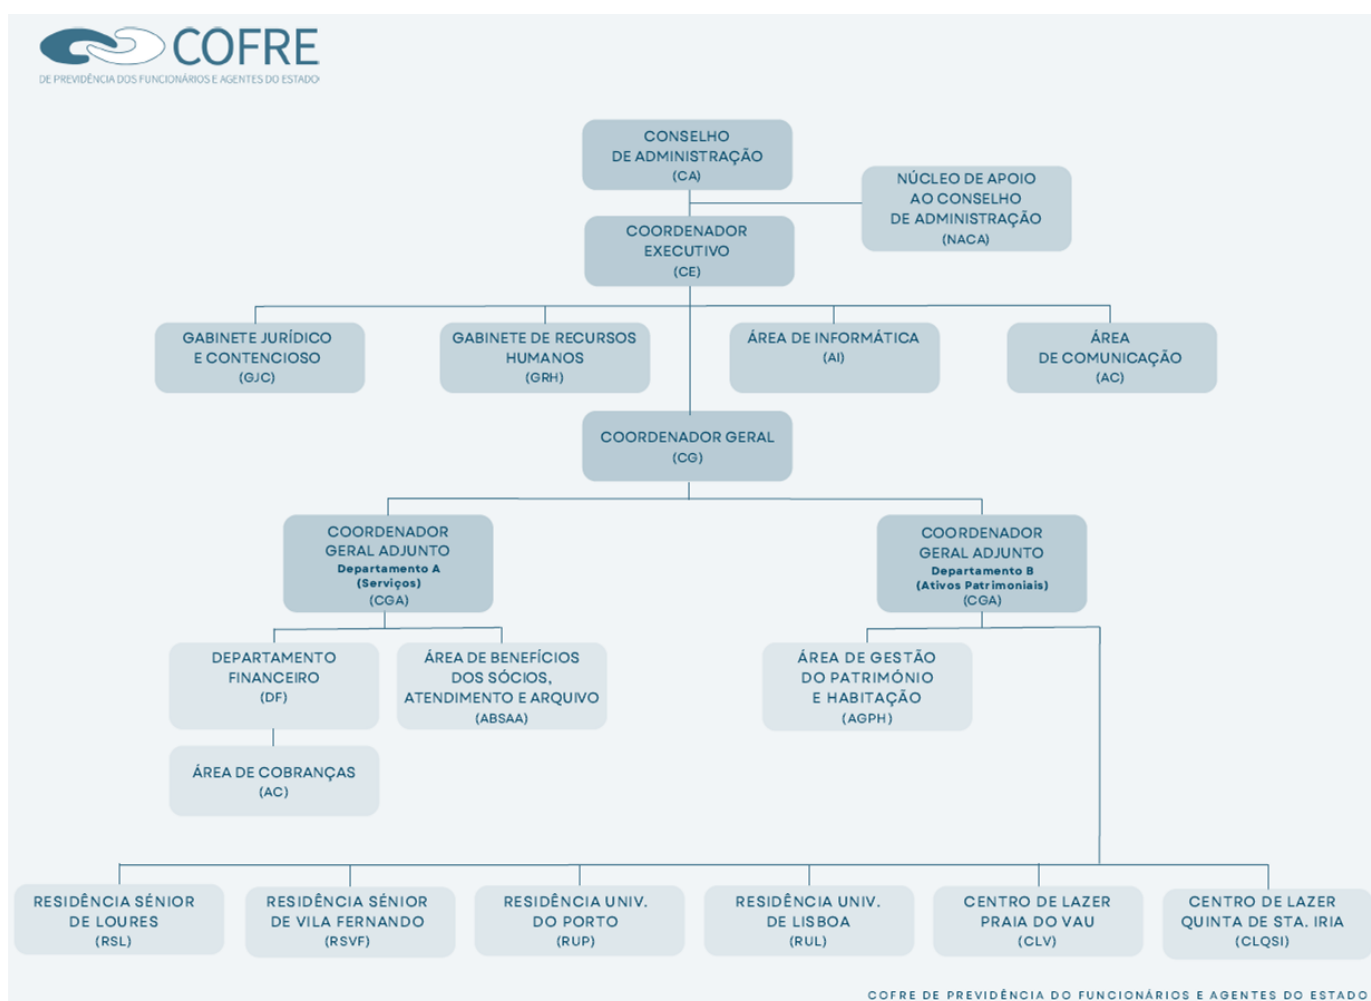 COFRE
DE PREVIDÊNCIA DOS FUNCIONÁRIOS E AGENTES DO ESTADO
CONSELHO
DE ADMINISTRAÇÃO
(CA)
NÚCLEO DE APOIO
AO CONSELHO
DE ADMINISTRAÇÃO
(NACA)
COORDENADOR
EXECUTIVO
(CE)
GABINETE JURÍDICO
E CONTENCIOSO
(GJC)
GABINETE DE RECURSOS
HUMANOS
(GRH)
ÁREA DE INFORMÁTICA
(AI)
ÁREA
DE COMUNICAÇÃO
(AC)
COORDENADOR GERAL
(CG)
COORDENADOR
GERAL ADJUNTO
Departamento A
(Serviços)
(CGA)
COORDENADOR
GERAL ADJUNTO
Departamento B
(Ativos Patrimoniais)
(CGA)
DEPARTAMENTO
FINANCEIRO
(DF)
ÁREA DE BENEFÍCIOS
DOS SÓCIOS,
ATENDIMENTO E ARQUIVO
(ABSAA)
ÁREA DE GESTÃO
DO PATRIMÓNIO
E HABITAÇÃO
(AGPH)
ÁREA DE COBRANÇAS
(AC)
RESIDÊNCIA SÉNIOR
DE LOURES
(RSL)
RESIDÊNCIA SÉNIOR
DE VILA FERNANDO
(RSVF)
RESIDÊNCIA UNIV.
DO PORTO
(RUP)
RESIDÊNCIA UNIV.
DE LISBOA
(RUL)
CENTRO DE LAZER
PRAIA DO VAU
(CLV)
CENTRO DE LAZER
QUINTA DE STA. IRIA
(CLQSI)
COFRE DE PREVIDÊNCIA DO FUNCIONÁRIOS E AGENTES DO ESTADO